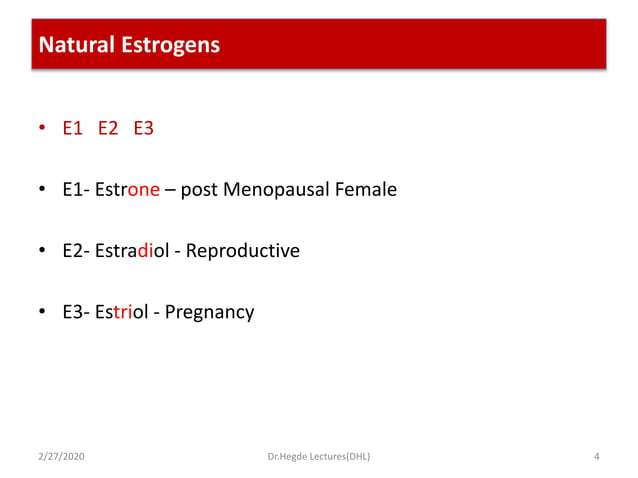 Natural Estrogens
• E1 E2 E3
• E1- Estrone – post Menopausal Female
• E2- Estradiol - Reproductive
• E3- Estriol - Pregnancy
2/27/2020
Dr.Hegde Lectures(DHL)
4